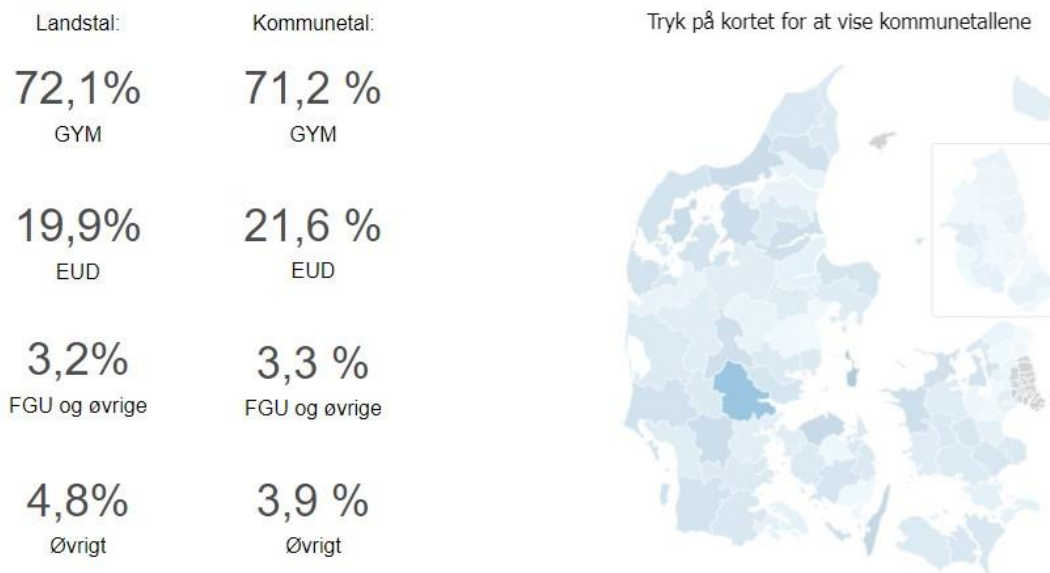 Landstal:
Kommunetal:
Tryk på kortet for at vise kommunetallene
72,1%
GYM
71,2 %
GYM
19,9%
EUD
21,6 %
EUD
3,2%
FGU og øvrige
3,3 %
FGU og øvrige
4,8%
Øvrigt
3,9 %
Øvrigt